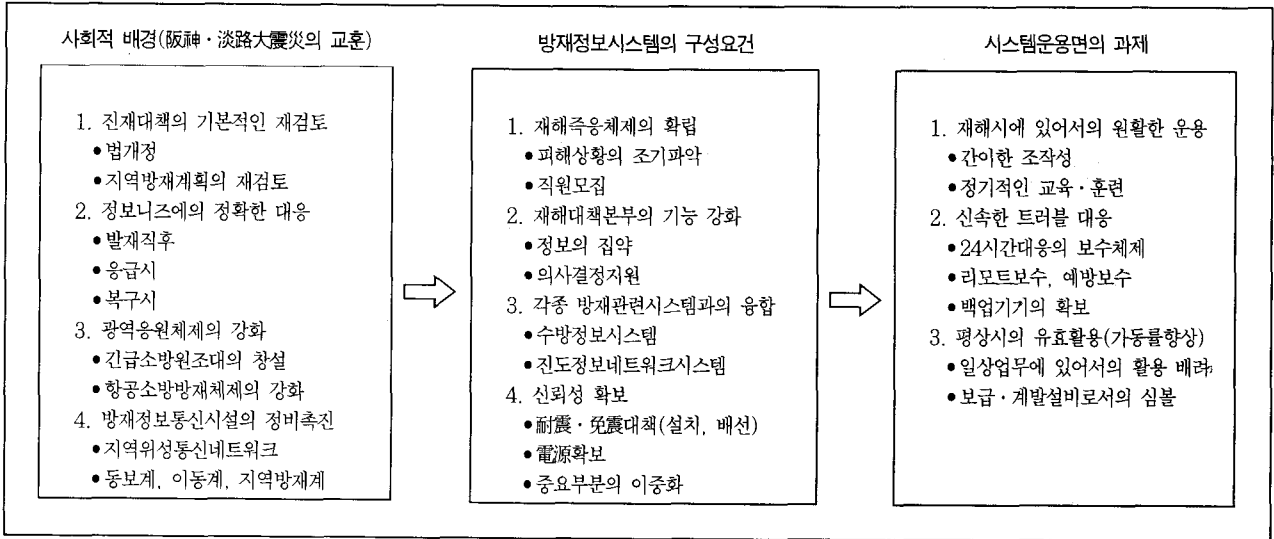 사회적 배경(阪神・淡路大震災의 교훈)
1. 진재대책의 기본적인 재검토
●법개정
●지역방재계획의 재검토
2. 정보니즈에의 정확한 대응
●발재직후
●응급시
●복구시
3. 광역응원체제의 강화
●긴급소방원조대의 창설
●항공소방방재체제의 강화
4. 방재정보통신시설의 정비촉진
●지역위성통신네트워크
●동보계, 이동계, 지역방재계
방재정보시스템의 구성요건
1. 재해즉응체제의 확립
●피해상황의 조기파악
●직원모집
2. 재해대책본부의 기능 강화
●정보의 집약
●의사결정지원
3. 각종 방재관련시스템과의 융합
●수방정보시스템
●진도정보네트워크시스템
4. 신뢰성 확보
●耐震・免震대책(설치, 배선)
●電源확보
●중요부분의 이중화
시스템운용면의 과제
1. 재해시에 있어서의 원활한 운용
●간이한 조작성
●정기적인 교육・훈련
2. 신속한 트러블 대응
●24시간대응의 보수체제
●리모트보수, 예방보수
●백업기기의 확보
3. 평상시의 유효활용(가동률향상)
●일상업무에 있어서의 활용 배려
●보급・계발설비로서의 심볼